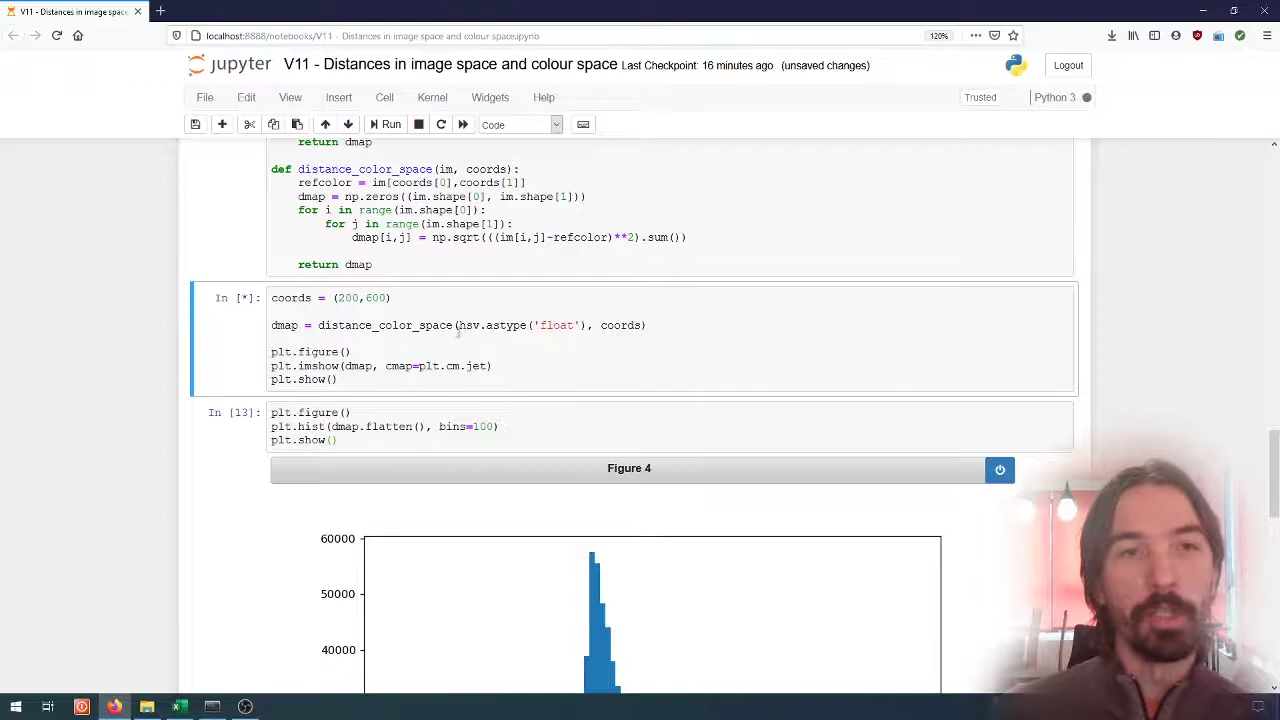 V11 - Distances in image space
localhost:8888/notebooks/V11 - Distances in image space and colour space.ipynb
120%
jupyter V11 - Distances in image space and colour space Last Checkpoint: 16 minutes ago (unsaved changes)
Logout
File Edit View Insert Cell Kernel Widgets Help
Trusted Python 3
Run Code
return dmap
def distance_color_space(im, coords):
refcolor = im[coords[0],coords[1]]
dmap = np.zeros((im.shape[0], im.shape[1]))
for i in range(im.shape[0]):
for j in range(im.shape[1]):
dmap[i,j] = np.sqrt(((im[i,j]-refcolor)**2).sum())
return dmap
In [*]: coords = (200,600)
dmap = distance_color_space(hsv.astype('float'), coords)
plt.figure()
plt.imshow(dmap, cmap=plt.cm.jet)
plt.show()
In [13]: plt.figure()
plt.hist(dmap.flatten(), bins=100)
plt.show()
Figure 4
60000
50000
40000